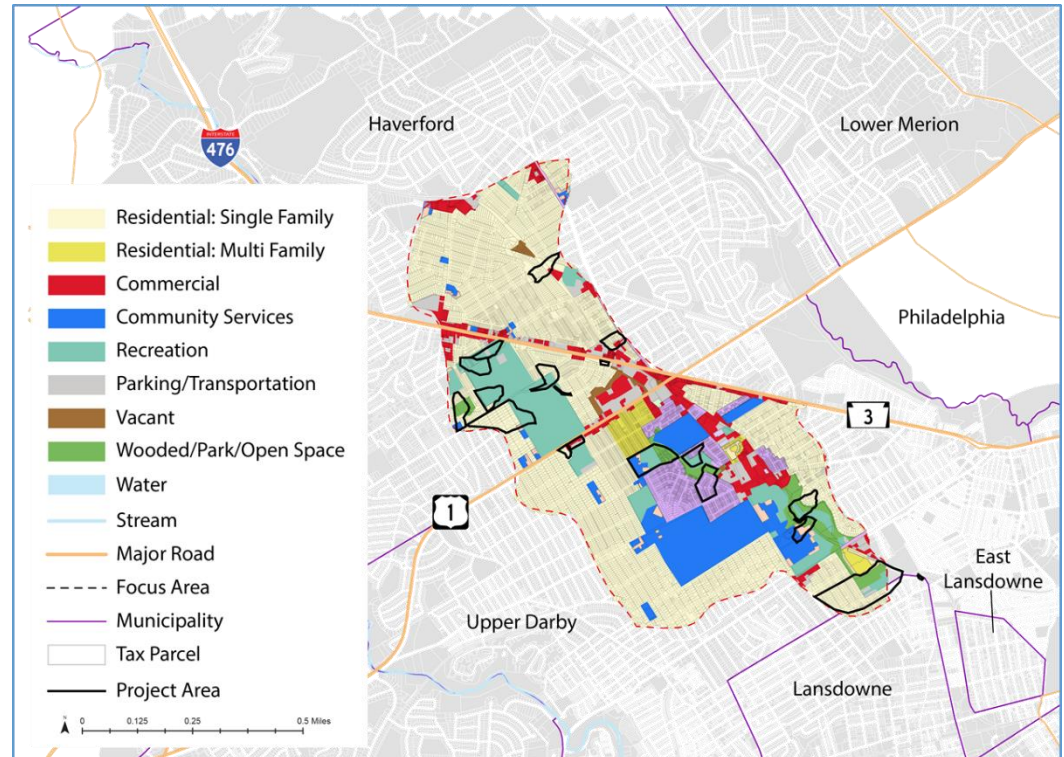 Haverford
Lower Merion
INTERSTATE
476
Residential: Single Family
Residential: Multi Family
Commercial
Community Services
Recreation
Parking/Transportation
Vacant
Wooded/Park/Open Space
Water
Stream
Major Road
Focus Area
Municipality
Tax Parcel
Project Area
N
0 0.125 0.25 0.5 Miles
Philadelphia
3
1
East
Lansdowne
Upper Darby
Lansdowne